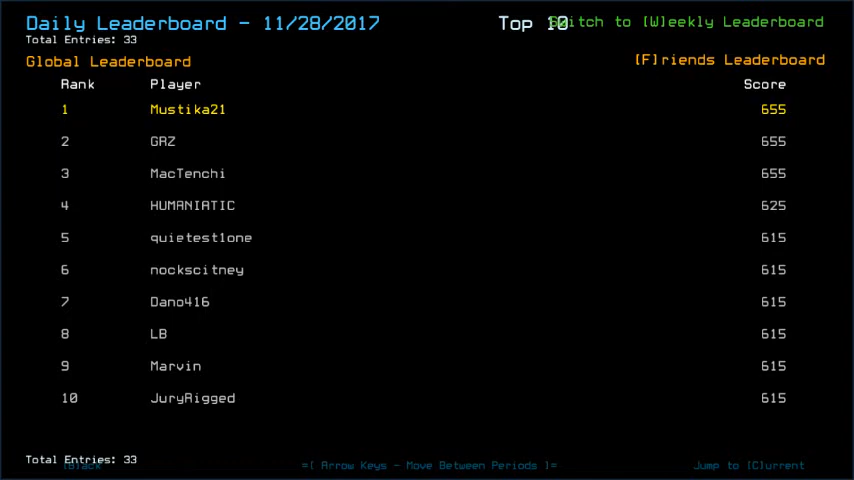 Daily Leaderboard - 11/28/2017 Top 10 Switch to [W]eekly Leaderboard
Total Entries: 33
Global Leaderboard [F]riends Leaderboard
Rank Player Score
1 Mustika21 655
2 GRZ 655
3 MacTenchi 655
4 HUMANIATIC 625
5 quietest1one 615
6 nockscitney 615
7 Dano416 615
8 LB 615
9 Marvin 615
10 JuryRigged 615
Total Entries: 33
[B]ack =[ Arrow Keys - Move Between Periods ]= Jump to [C]urrent